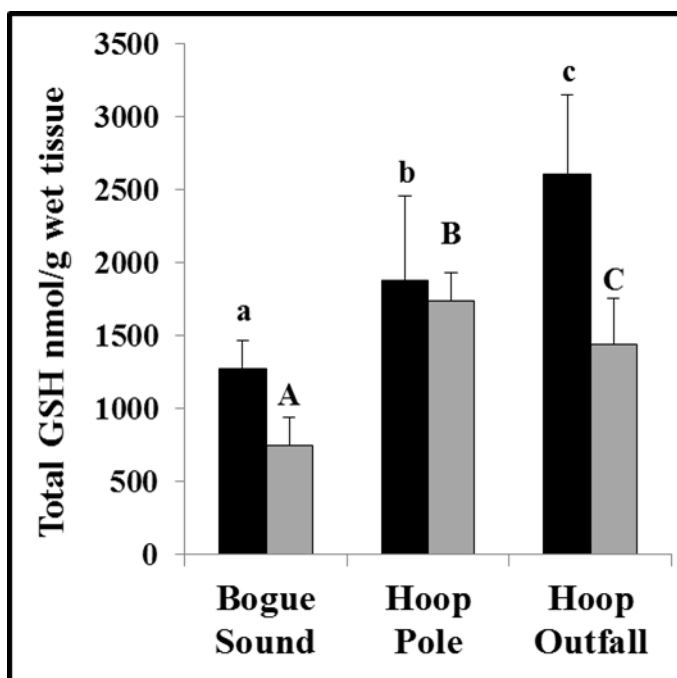 Total GSH nmol/g wet tissue
3500
3000
2500
2000
1500
1000
500
0
a
A
b
B
c
C
Bogue
Sound
Hoop
Pole
Hoop
Outfall